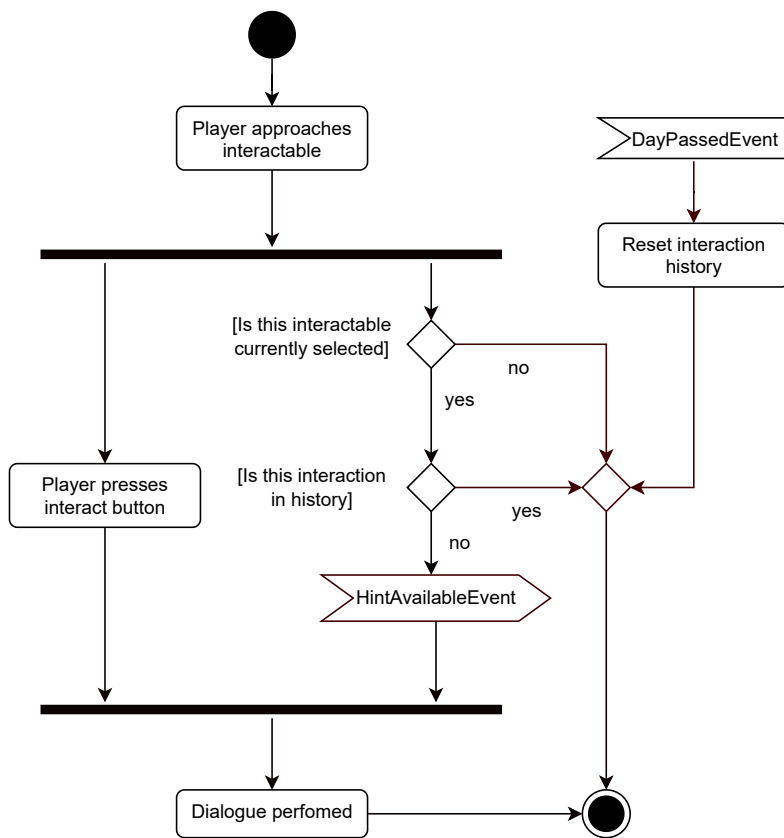 Player approaches
interactable
DayPassedEvent
Reset interaction
history
[Is this interactable
currently selected]
no
yes
Player presses
interact button
[Is this interaction
in history]
yes
no
HintAvailableEvent
Dialogue perfomed